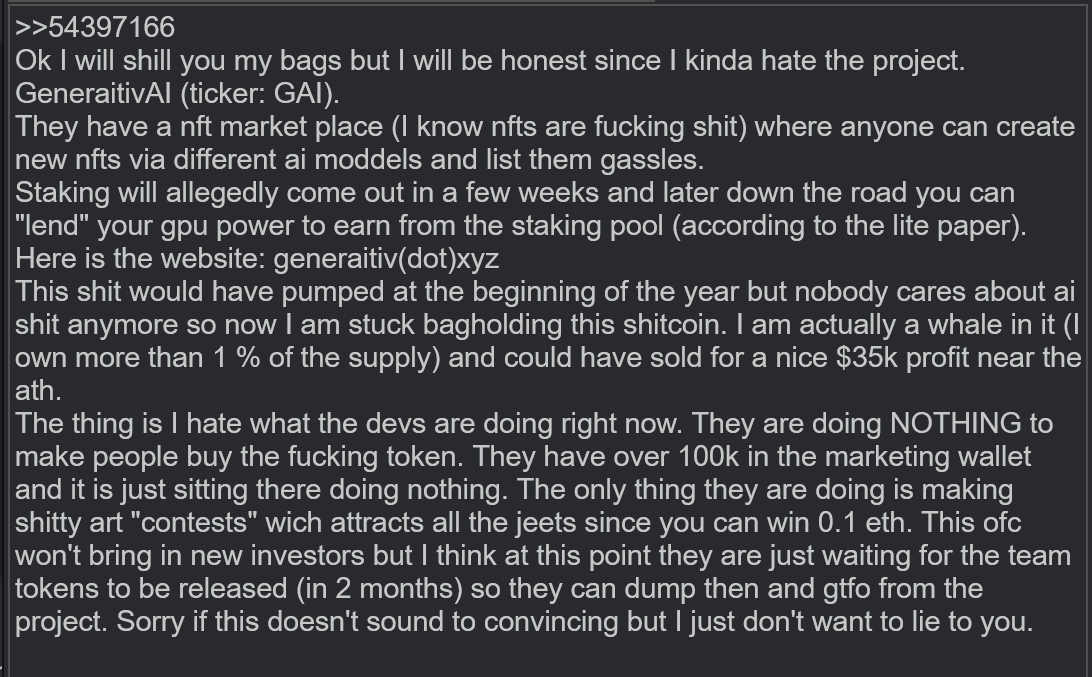 >>54397166
Ok I will shill you my bags but I will be honest since I kinda hate the project.
GeneraitivAI (ticker: GAI).
They have a nft market place (I know nfts are fucking shit) where anyone can create
new nfts via different ai moddels and list them gassles.
Staking will allegedly come out in a few weeks and later down the road you can
"lend" your gpu power to earn from the staking pool (according to the lite paper).
Here is the website: generaitiv(dot)xyz
This shit would have pumped at the beginning of the year but nobody cares about ai
shit anymore so now I am stuck bagholding this shitcoin. I am actually a whale in it (I
own more than 1 % of the supply) and could have sold for a nice $35k profit near the
ath.
The thing is I hate what the devs are doing right now. They are doing NOTHING to
make people buy the fucking token. They have over 100k in the marketing wallet
and it is just sitting there doing nothing. The only thing they are doing is making
shitty art "contests" wich attracts all the jeets since you can win 0.1 eth. This ofc
won't bring in new investors but I think at this point they are just waiting for the team
tokens to be released (in 2 months) so they can dump then and gtfo from the
project. Sorry if this doesn't sound to convincing but I just don't want to lie to you.